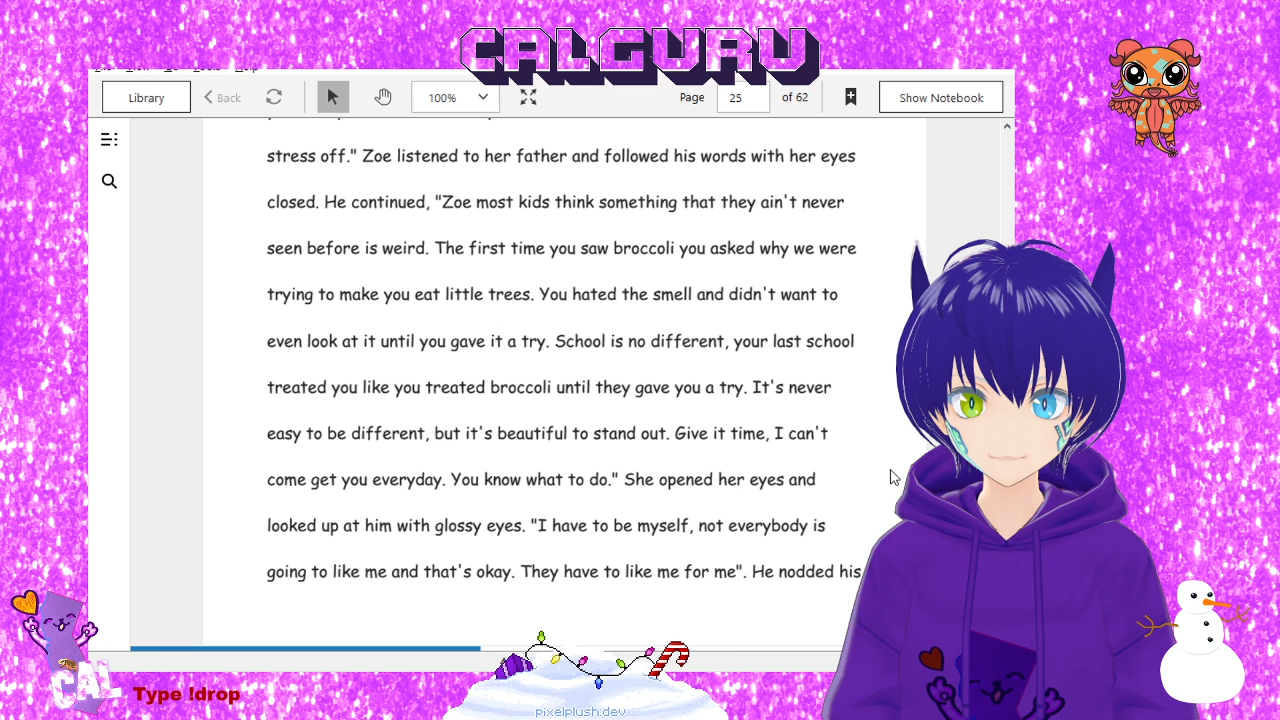 CALGURU
Library
Back
100%
Page
25
of 62
Show Notebook
stress off." Zoe listened to her father and followed his words with her eyes
closed. He continued, "Zoe most kids think something that they ain't never
seen before is weird. The first time you saw broccoli you asked why we were
trying to make you eat little trees. You hated the smell and didn't want to
even look at it until you gave it a try. School is no different, your last school
treated you like you treated broccoli until they gave you a try. It's never
easy to be different, but it's beautiful to stand out. Give it time, I can't
come get you everyday. You know what to do." She opened her eyes and
looked up at him with glossy eyes. "I have to be myself, not everybody is
going to like me and that's okay. They have to like me for me". He nodded his
CAL
Type !drop
pixelplush.dev